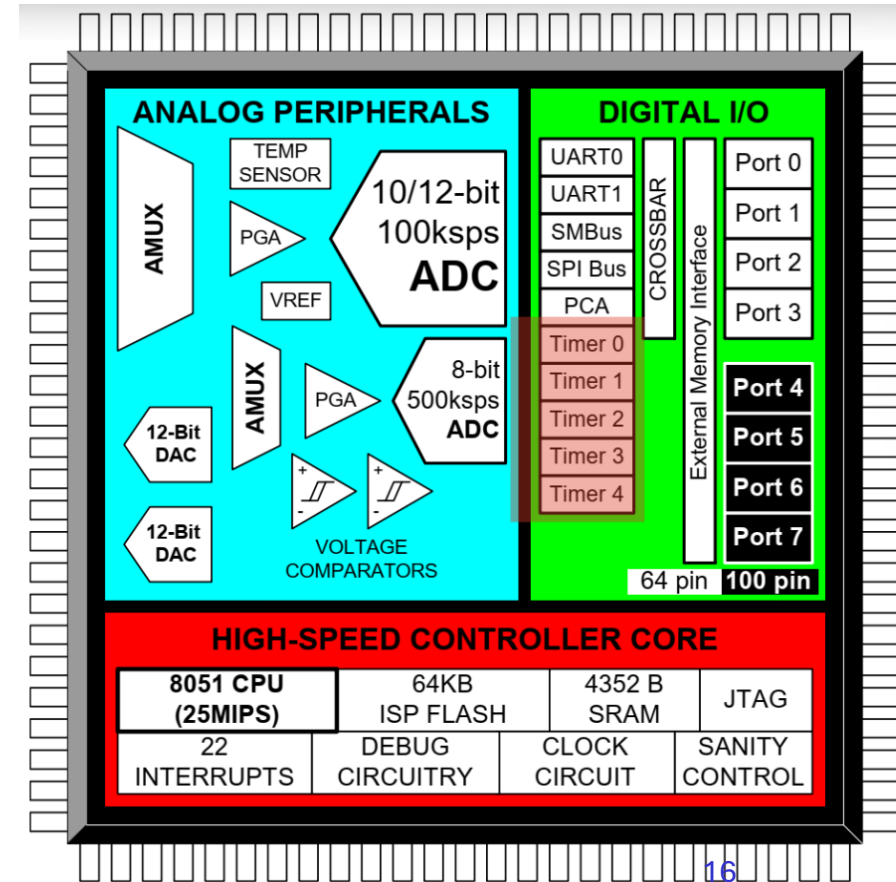 ANALOG PERIPHERALS
TEMP
SENSOR
AMUX
PGA
VREF
10/12-bit
100ksps
ADC
AMUX
PGA
8-bit
500ksps
ADC
12-Bit
DAC
12-Bit
DAC
+
-
+
-
VOLTAGE
COMPARATORS
DIGITAL I/O
UART0
UART1
SMBus
SPI Bus
PCA
Timer 0
Timer 1
Timer 2
Timer 3
Timer 4
CROSSBAR
External Memory Interface
Port 0
Port 1
Port 2
Port 3
Port 4
Port 5
Port 6
Port 7
64 pin 100 pin
HIGH-SPEED CONTROLLER CORE
8051 CPU
(25MIPS)
64KB
ISP FLASH
4352 B
SRAM
JTAG
22
INTERRUPTS
DEBUG
CIRCUITRY
CLOCK
CIRCUIT
SANITY
CONTROL
16